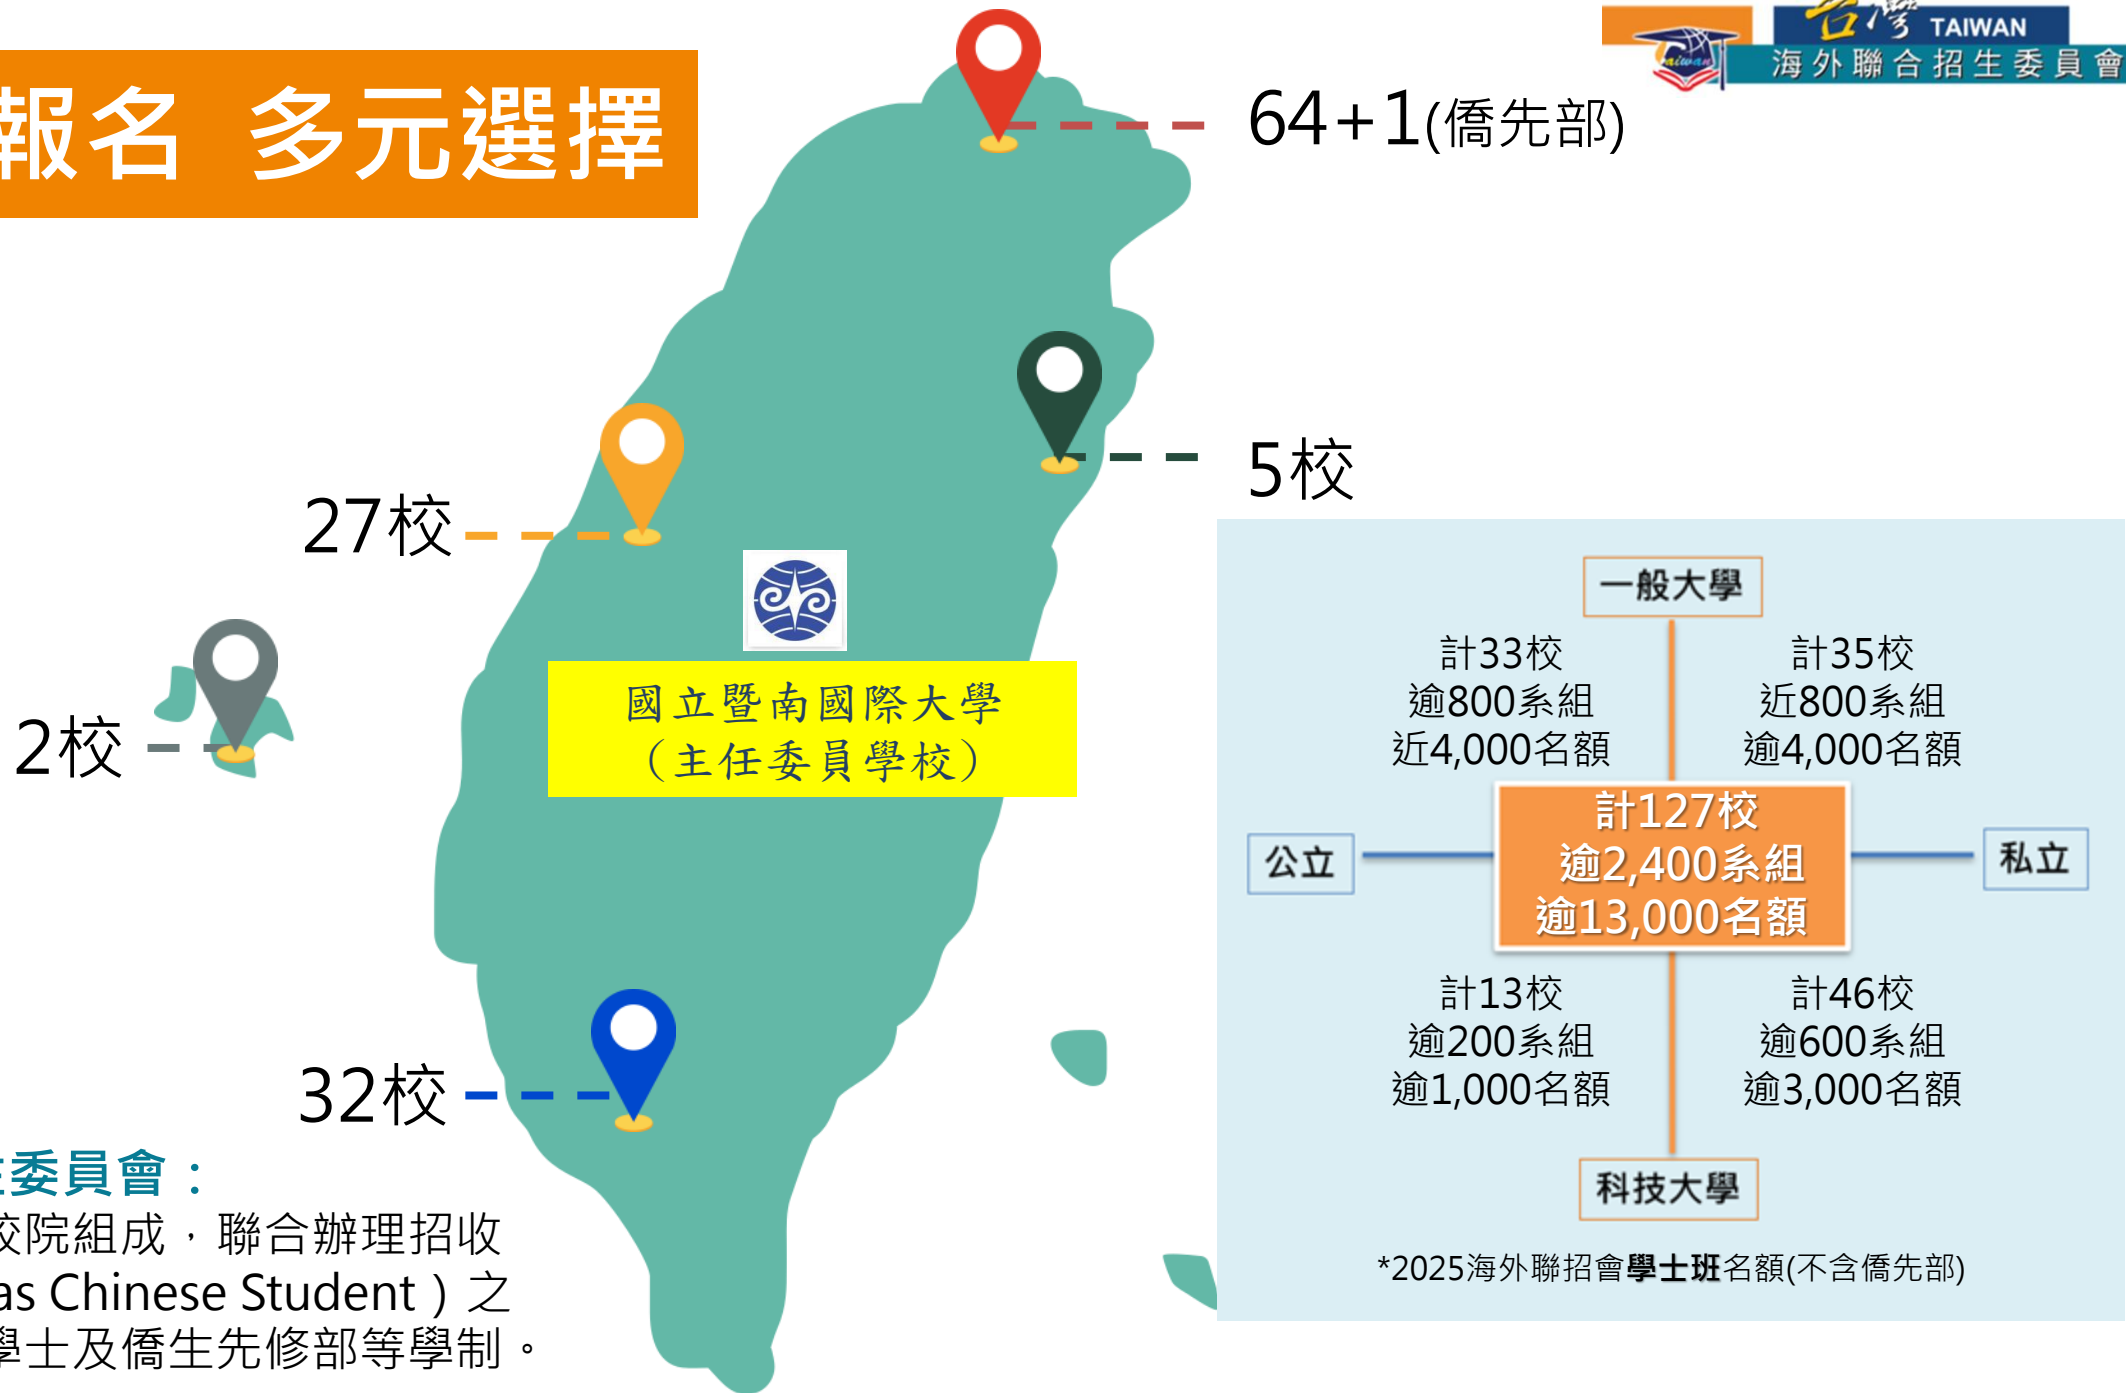 台灣 TAIWAN
海外聯合招生委員會
報名 多元選擇
64+1(僑先部)
5校
27校
國立暨南國際大學
（主任委員學校）
2校
32校
一般大學
計33校
逾800系組
近4,000名額
計35校
近800系組
逾4,000名額
公立
計127校
逾2,400系組
逾13,000名額
私立
計13校
逾200系組
逾1,000名額
計46校
逾600系組
逾3,000名額
科技大學
*2025海外聯招會學士班名額(不含僑先部)
委員會：
校院組成，聯合辦理招收
as Chinese Student ) 之
學士及僑生先修部等學制。